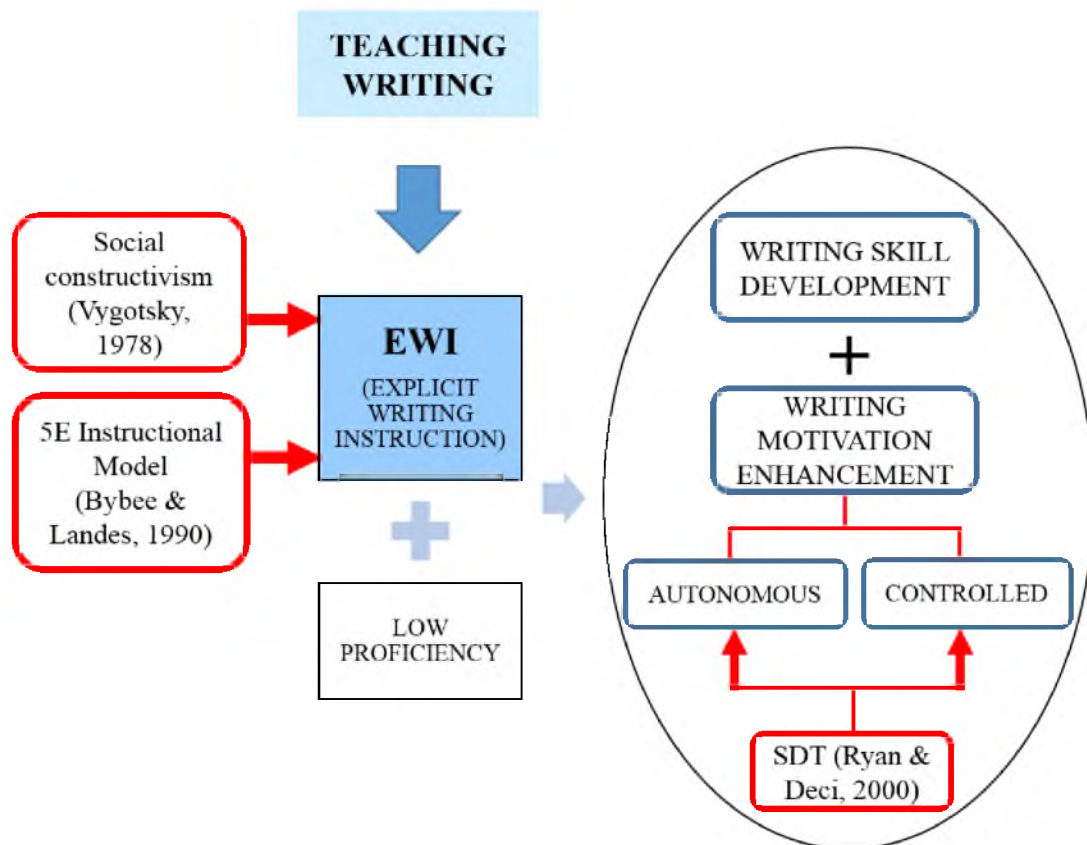 TEACHING
WRITING
Social
constructivism
(Vygotsky,
1978)
5E Instructional
Model
(Bybee &
Landes, 1990)
EWI
(EXPLICIT
WRITING
INSTRUCTION)
LOW
PROFICIENCY
WRITING SKILL
DEVELOPMENT
+
WRITING
MOTIVATION
ENHANCEMENT
AUTONOMOUS
CONTROLLED
SDT (Ryan &
Deci, 2000)